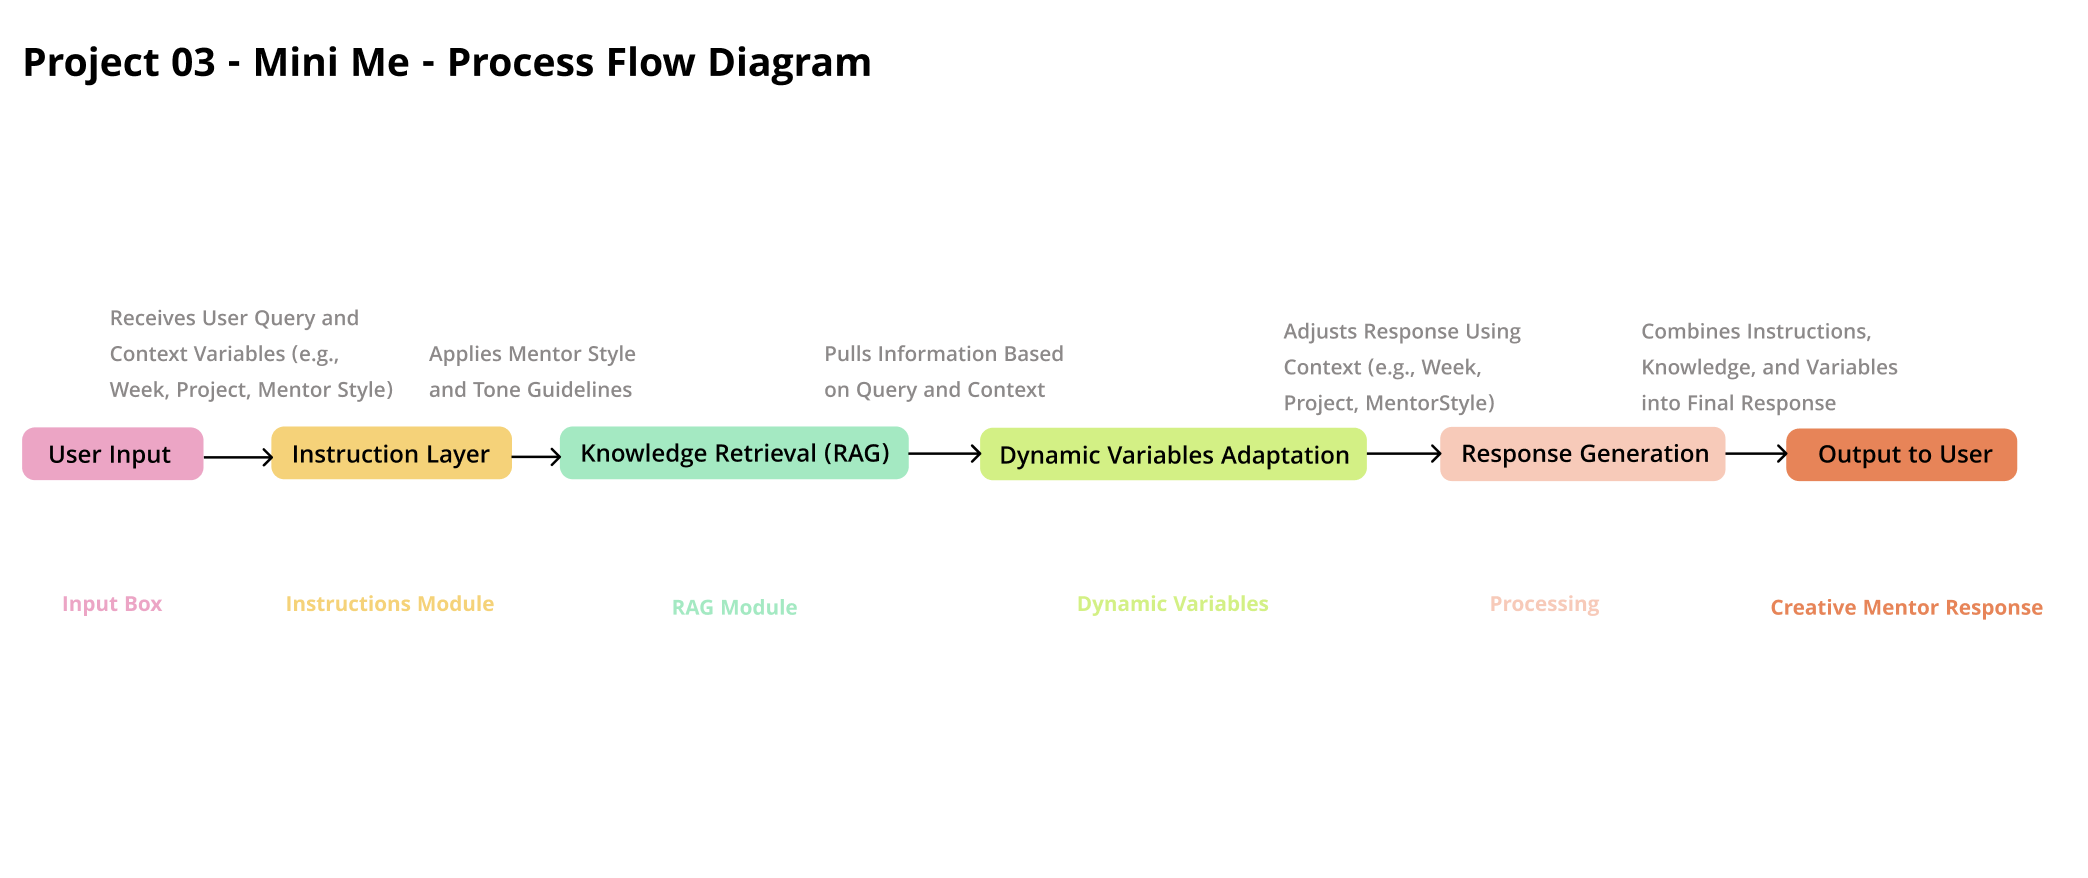 Project 03 - Mini Me - Process Flow Diagram
Receives User Query and
Context Variables (e.g.,
Week, Project, Mentor Style)
Applies Mentor Style
and Tone Guidelines
Pulls Information Based
on Query and Context
Adjusts Response Using
Context (e.g., Week,
Project, MentorStyle)
Combines Instructions,
Knowledge, and Variables
into Final Response
User Input
Instruction Layer
Knowledge Retrieval (RAG)
Dynamic Variables Adaptation
Response Generation
Output to User
Input Box
Instructions Module
RAG Module
Dynamic Variables
Processing
Creative Mentor Response